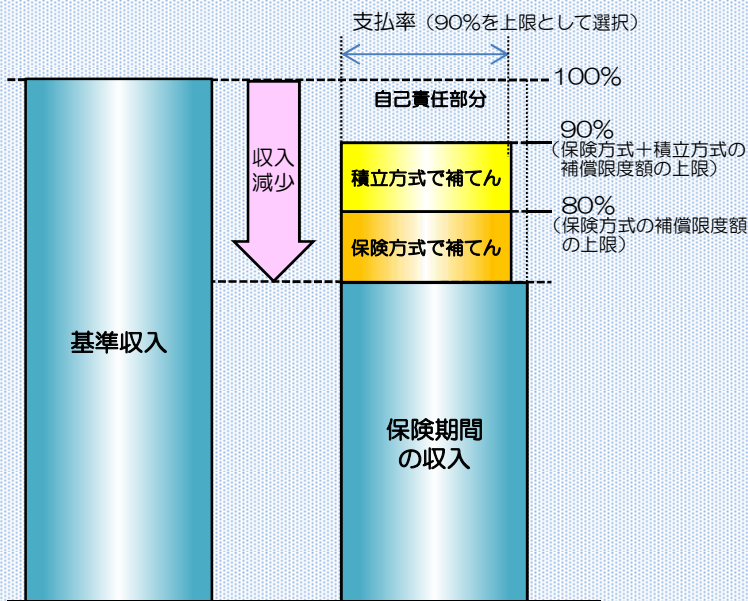 支払率（90%を上限として選択）
100%
自己責任部分
90%
（保険方式＋積立方式の
補償限度額の上限）
収入
減少
積立方式で補てん
80%
（保険方式の補償限度額
の上限）
保険方式で補てん
基準収入
保険期間
の収入